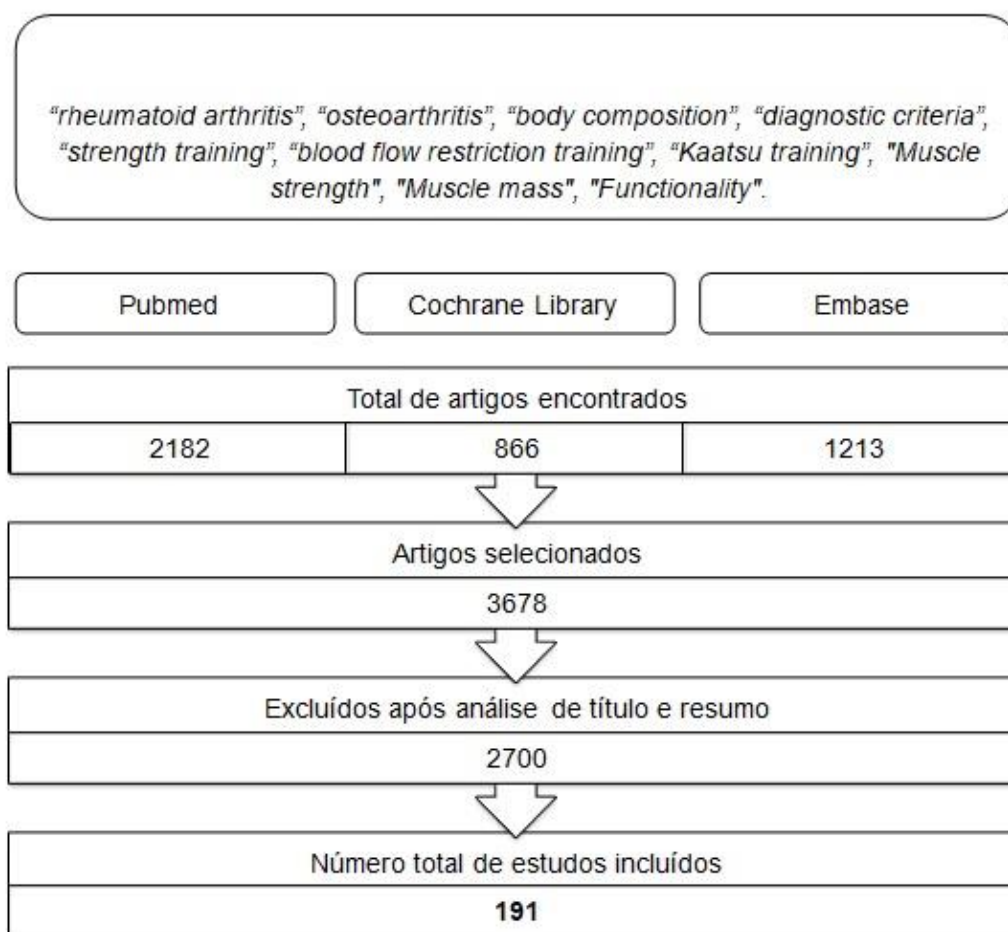 “rheumatoid arthritis”, “osteoarthritis”, “body composition”, “diagnostic criteria”,
“strength training”, “blood flow restriction training”, “Kaatsu training”, "Muscle
strength", "Muscle mass", "Functionality".
Pubmed
Cochrane Library
Embase
Total de artigos encontrados
2182
866
1213
Artigos selecionados
3678
Excluídos após análise de título e resumo
2700
Número total de estudos incluídos
191